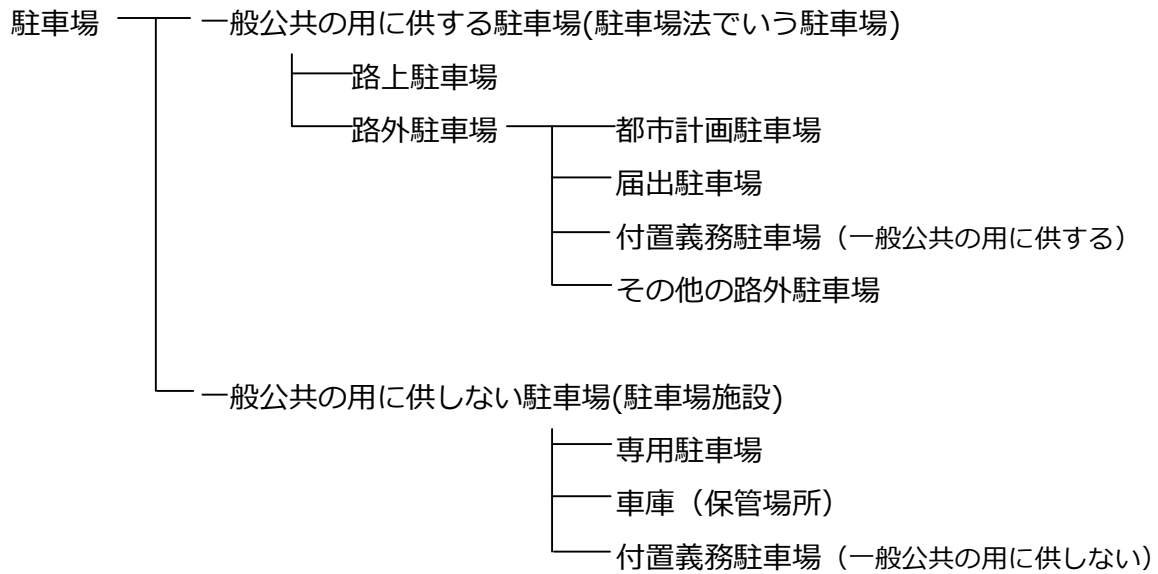 駐車場 一般公共の用に供する駐車場(駐車場法でいう駐車場)
路上駐車場
路外駐車場 都市計画駐車場
届出駐車場
付置義務駐車場（一般公共の用に供する）
その他の路外駐車場
一般公共の用に供しない駐車場(駐車場施設)
専用駐車場
車庫（保管場所）
付置義務駐車場（一般公共の用に供しない）